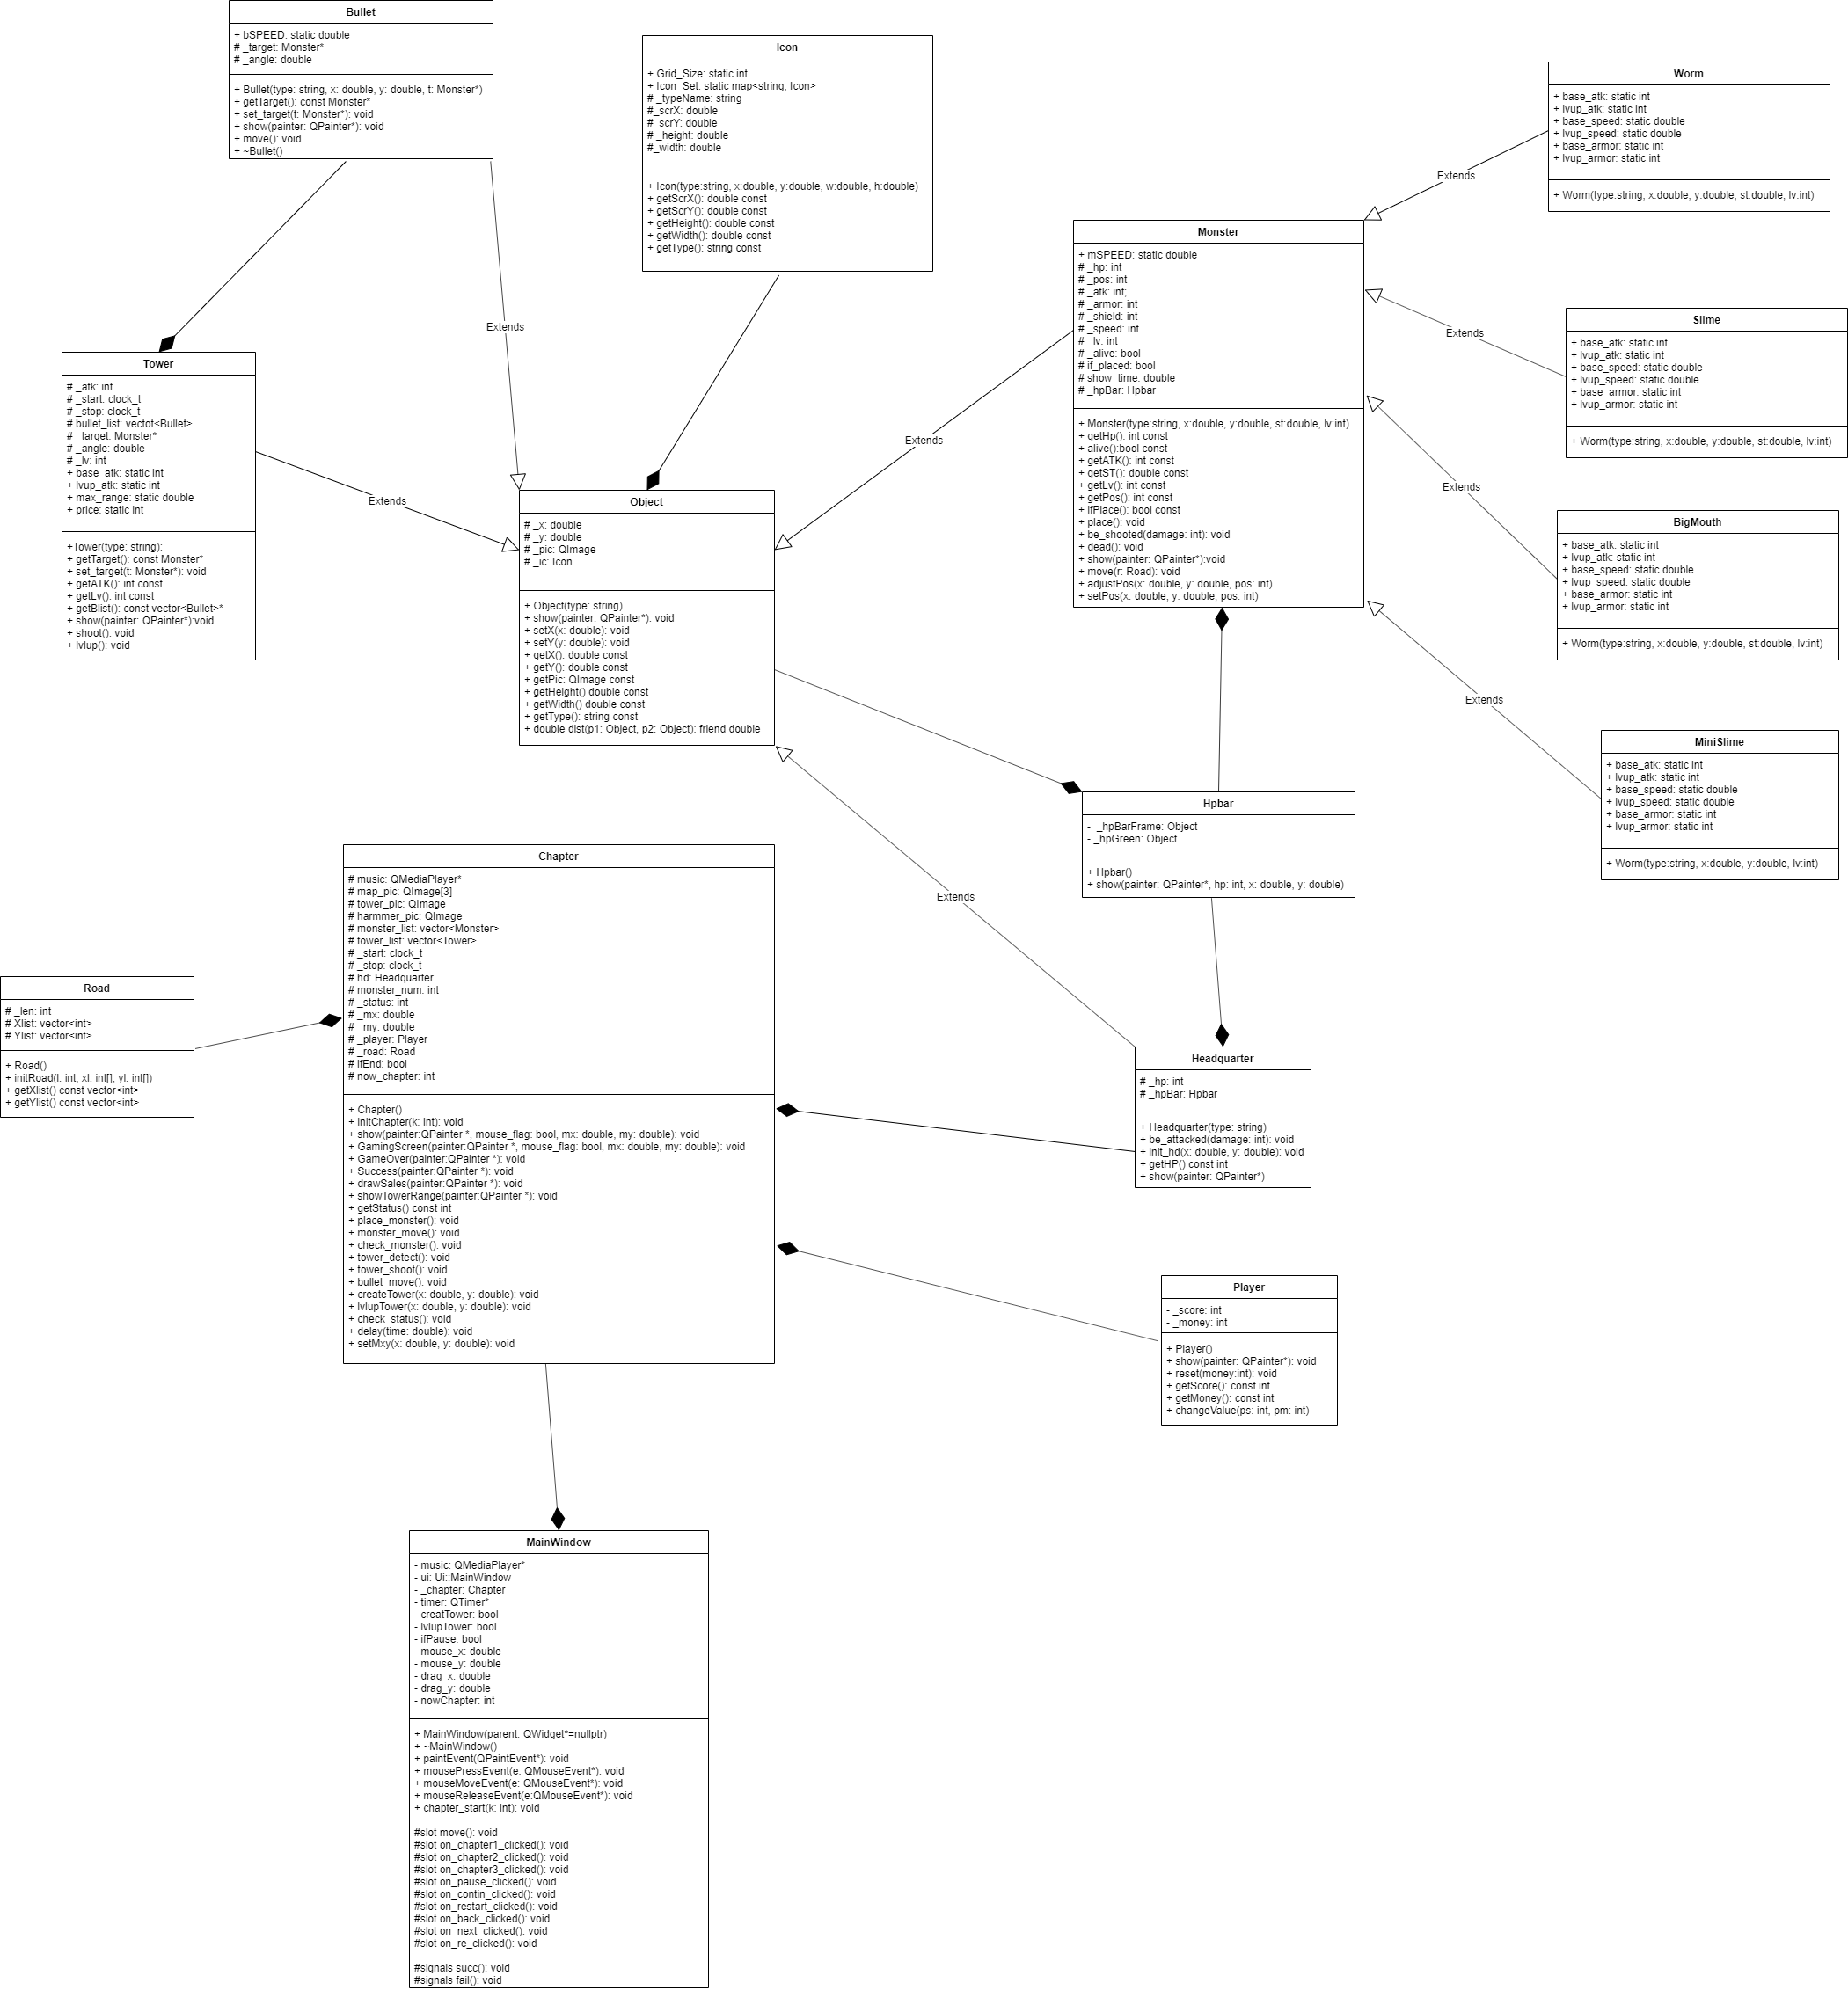 Bullet
+ bSPEED: static double
# _target: Monster*
# _angle: double
+ Bullet(type: string, x: double, y: double, t: Monster*)
+ getTarget(): const Monster*
+ set_target(t: Monster*): void
+ show(painter: QPainter*): void
+ move(): void
+ ~Bullet()
Icon
+ Grid_Size: static int
+ Icon_Set: static map<string, Icon>
# _typeName: string
#_scrX: double
#_scrY: double
# _height: double
#_width: double
+ Icon(type:string, x:double, y:double, w:double, h:double)
+ getScrX(): double const
+ getScrY(): double const
+ getHeight(): double const
+ getWidth(): double const
+ getType(): string const
Worm
+ base_atk: static int
+ lvup_atk: static int
+ base_speed: static double
+ lvup_speed: static double
+ base_armor: static int
+ lvup_armor: static int
+ Worm(type:string, x:double, y:double, st:double, lv:int)
Extends
Monster
+ mSPEED: static double
# _hp: int
# _pos: int
# _atk: int;
# _armor: int
# _shield: int
# _speed: int
# _lv: int
# _alive: bool
# if_placed: bool
# show_time: double
# _hpBar: Hpbar
+ Monster(type:string, x:double, y:double, st:double, lv:int)
+ getHp(): int const
+ alive():bool const
+ getATK(): int const
+ getST(): double const
+ getLv(): int const
+ getPos(): int const
+ ifPlace(): bool const
+ place(): void
+ be_shooted(damage: int): void
+ dead(): void
+ show(painter: QPainter*):void
+ move(r: Road): void
+ adjustPos(x: double, y: double, pos: int)
+ setPos(x: double, y: double, pos: int)
Extends
Slime
+ base_atk: static int
+ lvup_atk: static int
+ base_speed: static double
+ lvup_speed: static double
+ base_armor: static int
+ lvup_armor: static int
+ Worm(type:string, x:double, y:double, st:double, lv:int)
Extends
Extends
Tower
# _atk: int
# _start: clock_t
# _stop: clock_t
# bullet_list: vectot<Bullet>
# _target: Monster*
# _angle: double
# _lv: int
+ base_atk: static int
+ lvup_atk: static int
+ max_range: static double
+ price: static int
+Tower(type: string):
+ getTarget(): const Monster*
+ set_target(t: Monster*): void
+ getATK(): int const
+ getLv(): int const
+ getBlist(): const vector<Bullet>*
+ show(painter: QPainter*):void
+ shoot(): void
+ lvlup(): void
Extends
Extends
Object
# _x: double
# _y: double
# _pic: QImage
# _ic: Icon
+ Object(type: string)
+ show(painter: QPainter*): void
+ setX(x: double): void
+ setY(y: double): void
+ getX(): double const
+ getY(): double const
+ getPic: QImage const
+ getHeight() double const
+ getWidth() double const
+ getType(): string const
+ double dist(p1: Object, p2: Object): friend double
BigMouth
+ base_atk: static int
+ lvup_atk: static int
+ base_speed: static double
+ lvup_speed: static double
+ base_armor: static int
+ lvup_armor: static int
+ Worm(type:string, x:double, y:double, st:double, lv:int)
Extends
MiniSlime
+ base_atk: static int
+ lvup_atk: static int
+ base_speed: static double
+ lvup_speed: static double
+ base_armor: static int
+ lvup_armor: static int
+ Worm(type:string, x:double, y:double, lv:int)
Hpbar
- _hpBarFrame: Object
- _hpGreen: Object
+ Hpbar()
+ show(painter: QPainter*, hp: int, x: double, y: double)
Extends
Chapter
# music: QMediaPlayer*
# map_pic: QImage[3]
# tower_pic: QImage
# harmmer_pic: QImage
# monster_list: vector<Monster>
# tower_list: vector<Tower>
# _start: clock_t
# _stop: clock_t
# hd: Headquarter
# monster_num: int
# _status: int
# _mx: double
# _my: double
# _player: Player
# _road: Road
# ifEnd: bool
# now_chapter: int
+ Chapter()
+ initChapter(k: int): void
+ show(painter:QPainter *, mouse_flag: bool, mx: double, my: double): void
+ GamingScreen(painter:QPainter *, mouse_flag: bool, mx: double, my: double): void
+ GameOver(painter:QPainter *): void
+ Success(painter:QPainter *): void
+ drawSales(painter:QPainter *): void
+ showTowerRange(painter:QPainter *): void
+ getStatus() const int
+ place_monster(): void
+ monster_move(): void
+ check_monster(): void
+ tower_detect(): void
+ tower_shoot(): void
+ bullet_move(): void
+ createTower(x: double, y: double): void
+ lvlupTower(x: double, y: double): void
+ check_status(): void
+ delay(time: double): void
+ setMxy(x: double, y: double): void
Road
# _len: int
# Xlist: vector<int>
# Ylist: vector<int>
+ Road()
+ initRoad(l: int, xl: int[], yl: int[])
+ getXlist() const vector<int>
+ getYlist() const vector<int>
Headquarter
# _hp: int
# _hpBar: Hpbar
+ Headquarter(type: string)
+ be_attacked(damage: int): void
+ init_hd(x: double, y: double): void
+ getHP() const int
+ show(painter: QPainter*)
Player
- _score: int
- _money: int
+ Player()
+ show(painter: QPainter*): void
+ reset(money:int): void
+ getScore(): const int
+ getMoney(): const int
+ changeValue(ps: int, pm: int)
MainWindow
- music: QMediaPlayer*
- ui: Ui::MainWindow
- _chapter: Chapter
- timer: QTimer*
- creatTower: bool
- lvlupTower: bool
- ifPause: bool
- mouse_x: double
- mouse_y: double
- drag_x: double
- drag_y: double
- nowChapter: int
+ MainWindow(parent: QWidget*=nullptr)
+ ~MainWindow()
+ paintEvent(QPaintEvent*): void
+ mousePressEvent(e: QMouseEvent*): void
+ mouseMoveEvent(e: QMouseEvent*): void
+ mouseReleaseEvent(e:QMouseEvent*): void
+ chapter_start(k: int): void
#slot move(): void
#slot on_chapter1_clicked(): void
#slot on_chapter2_clicked(): void
#slot on_chapter3_clicked(): void
#slot on_pause_clicked(): void
#slot on_contin_clicked(): void
#slot on_restart_clicked(): void
#slot on_back_clicked(): void
#slot on_next_clicked(): void
#slot on_re_clicked(): void
#signals succ(): void
#signals fail(): void